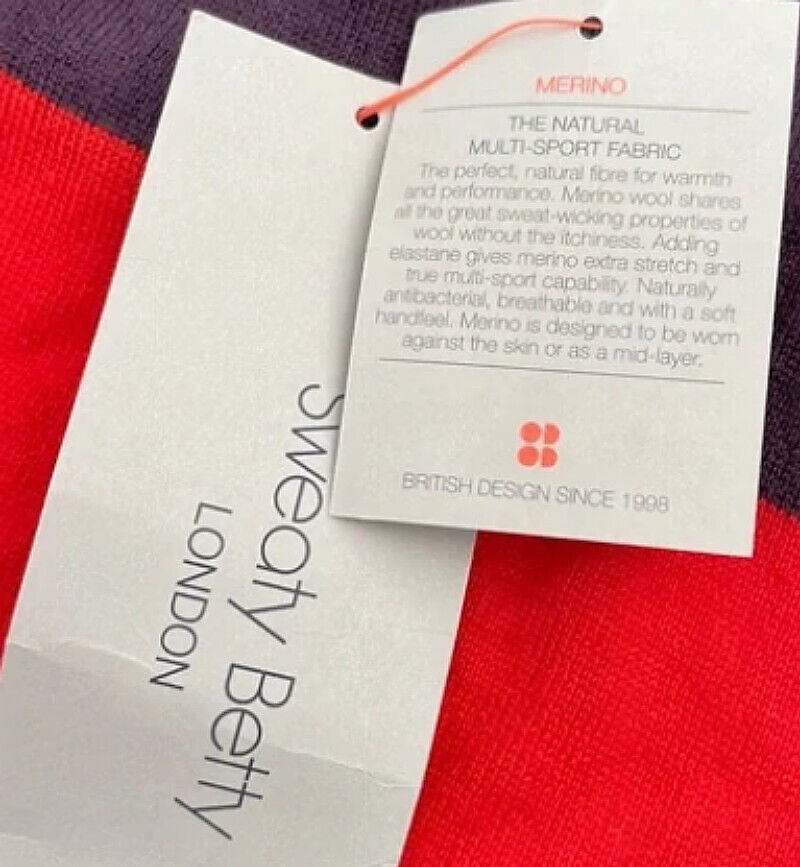 MERINO
THE NATURAL
MULTI-SPORT FABRIC
The perfect, natural fibre for warmth
and performance. Merino wool shares
all the great sweat-wicking properties of
wool without the itchiness. Adding
elastane gives merino extra stretch and
true multi-sport capability. Naturally
antibacterial, breathable and with a soft
handfeel. Merino is designed to be worn
against the skin or as a mid-layer.
BRITISH DESIGN SINCE 1998
Sweaty Betty
LONDON